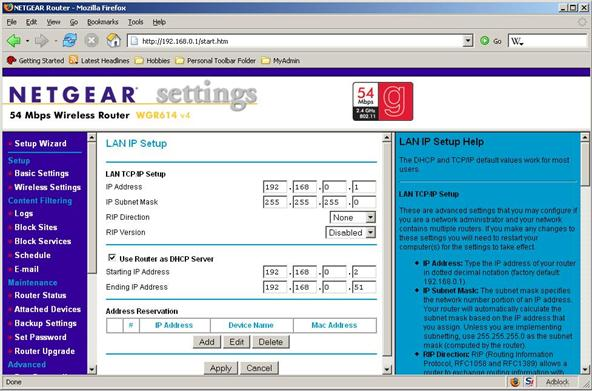 NETGEAR Router - Mozilla Firefox
File Edit View Go Bookmarks Tools Help
http://192.168.0.1/start.htm Go W
Getting Started Latest Headlines Hobbies Personal Toolbar Folder MyAdmin
NETGEAR settings
54 Mbps Wireless Router WGR614 v4
54 Mbps 2.4 GHz 802.11 g
Setup Wizard
Setup
Basic Settings
Wireless Settings
Content Filtering
Logs
Block Sites
Block Services
Schedule
E-mail
Maintenance
Router Status
Attached Devices
Backup Settings
Set Password
Router Upgrade
Advanced
LAN IP Setup
LAN TCP/IP Setup
IP Address 192 . 168 . 0 . 1
IP Subnet Mask 255 . 255 . 255 . 0
RIP Direction None
RIP Version Disabled
Use Router as DHCP Server
Starting IP Address 192 . 168 . 0 . 2
Ending IP Address 192 . 168 . 0 . 51
Address Reservation
# IP Address Device Name Mac Address
Add Edit Delete
Apply Cancel
LAN IP Setup Help
The DHCP and TCP/IP default values work for most
users.
LAN TCP/IP Setup
These are advanced settings that you may configure if
you are a network administrator and your network
contains multiple routers. If you make any changes to
these settings you will need to restart your
computer(s) for the settings to take effect.
IP Address: Type the IP address of your router
in dotted decimal notation (factory default:
192.168.0.1).
IP Subnet Mask: The subnet mask specifies
the network number portion of an IP address.
Your router will automatically calculate the
subnet mask based on the IP address that you
assign. Unless you are implementing
subnetting, use 255.255.255.0 as the subnet
mask (computed by the router).
RIP Direction: RIP (Routing Information
Protocol, RFC1058 and RFC1389) allows a
router to exchange routing information with
Done Adblock